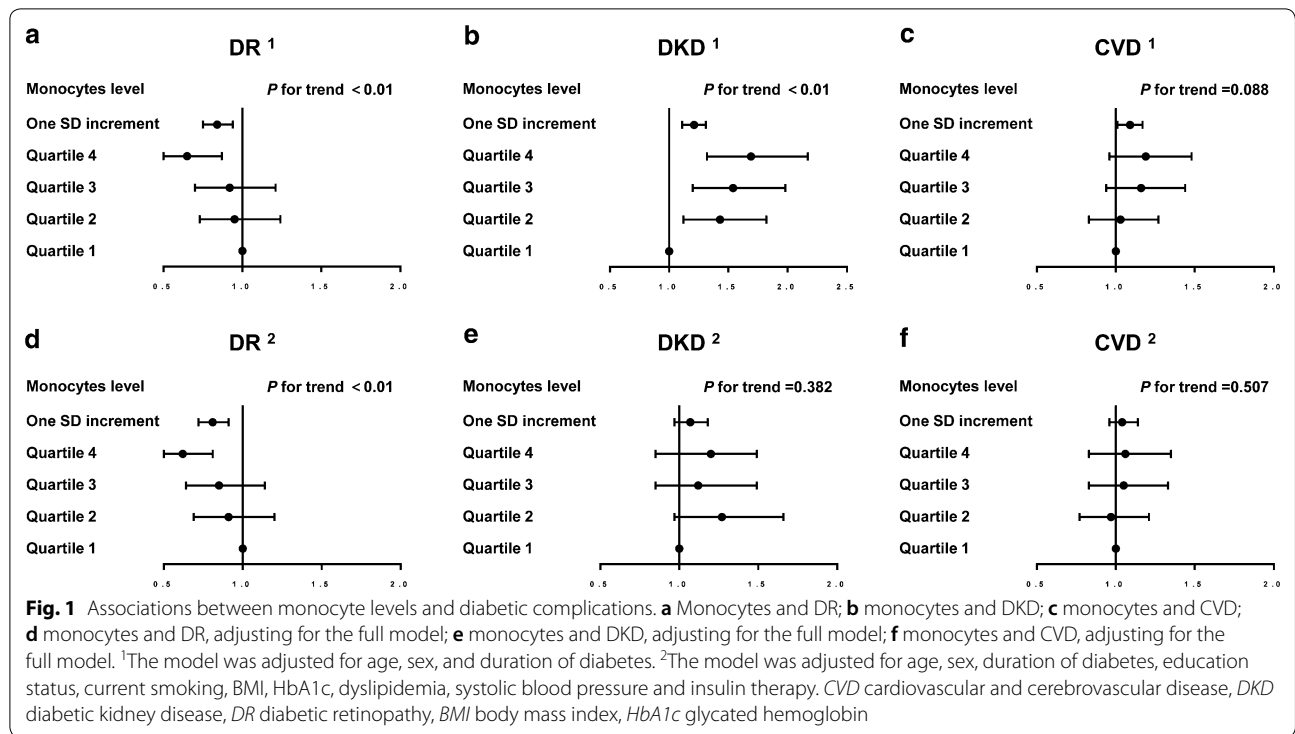 a
DR 1
Monocytes level
P for trend < 0.01
One SD increment
Quartile 4
Quartile 3
Quartile 2
Quartile 1
0.5 1.0 1.5 2.0
b
DKD 1
Monocytes level
P for trend < 0.01
One SD increment
Quartile 4
Quartile 3
Quartile 2
Quartile 1
0.5 1.0 1.5 2.0 2.5
c
CVD 1
Monocytes level
P for trend =0.088
One SD increment
Quartile 4
Quartile 3
Quartile 2
Quartile 1
0.5 1.0 1.5 2.0
d
DR 2
Monocytes level
P for trend < 0.01
One SD increment
Quartile 4
Quartile 3
Quartile 2
Quartile 1
0.5 1.0 1.5 2.0
e
DKD 2
Monocytes level
P for trend =0.382
One SD increment
Quartile 4
Quartile 3
Quartile 2
Quartile 1
0.5 1.0 1.5 2.0
f
CVD 2
Monocytes level
P for trend =0.507
One SD increment
Quartile 4
Quartile 3
Quartile 2
Quartile 1
0.5 1.0 1.5 2.0
Fig. 1 Associations between monocyte levels and diabetic complications. a Monocytes and DR; b monocytes and DKD; c monocytes and CVD;
d monocytes and DR, adjusting for the full model; e monocytes and DKD, adjusting for the full model; f monocytes and CVD, adjusting for the
full model. 1The model was adjusted for age, sex, and duration of diabetes. 2The model was adjusted for age, sex, duration of diabetes, education
status, current smoking, BMI, HbA1c, dyslipidemia, systolic blood pressure and insulin therapy. CVD cardiovascular and cerebrovascular disease, DKD
diabetic kidney disease, DR diabetic retinopathy, BMI body mass index, HbA1c glycated hemoglobin